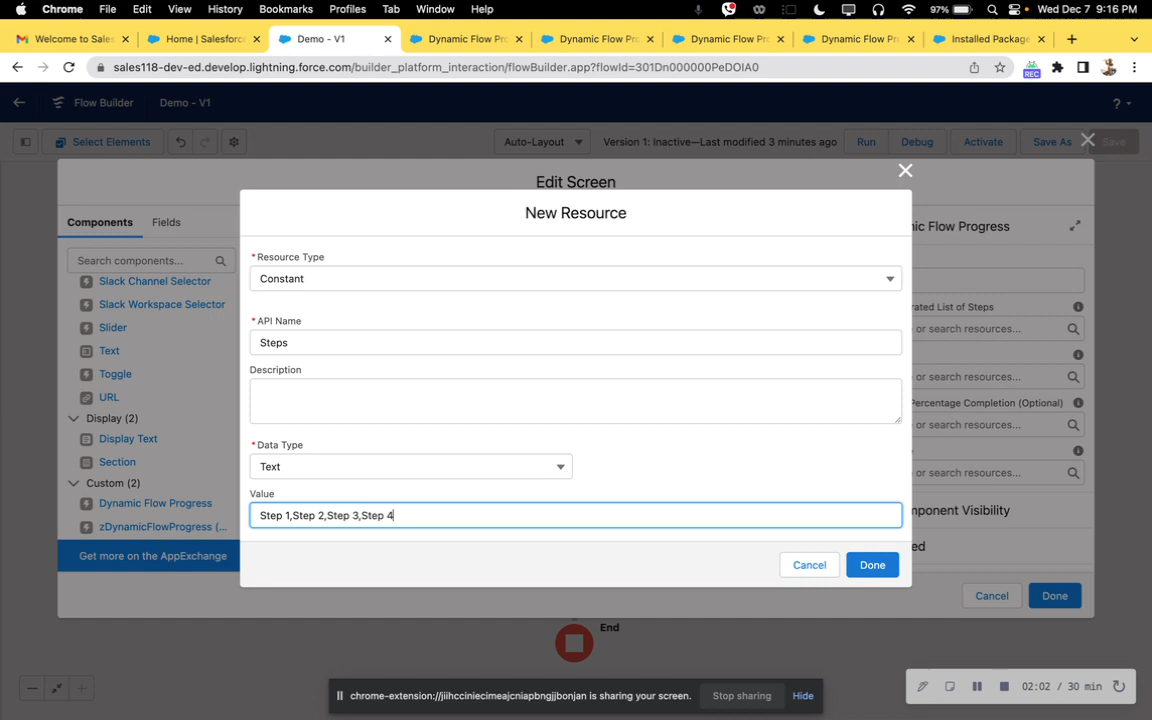 Chrome File Edit View History Bookmarks Profiles Tab Window Help 97% Wed Dec 7 9:16 PM
Welcome to Sales Home | Salesforce Demo - V1 Dynamic Flow Pro Dynamic Flow Pro Dynamic Flow Pro Dynamic Flow Pr Installed Package
sales118-dev-ed.develop.lightning.force.com/builder_platform_interaction/flowBuilder.app?flowId=301Dn000000PeDOIA0 REC
Flow Builder Demo - V1 ?
Select Elements Auto-Layout Version 1: Inactive—Last modified 3 minutes ago Run Debug Activate Save As Save
Edit Screen
New Resource
Components Fields
Search components...
Slack Channel Selector
Slack Workspace Selector
Slider
Text
Toggle
URL
Display (2)
Display Text
Section
Custom (2)
Dynamic Flow Progress
zDynamicFlowProgress (...
Get more on the AppExchange
* Resource Type
Constant
* API Name
Steps
Description
* Data Type
Text
Value
Step 1,Step 2,Step 3,Step 4
Cancel Done
ic Flow Progress
rated List of Steps
or search resources...
or search resources...
Percentage Completion (Optional)
or search resources...
or search resources...
mponent Visibility
ed
Cancel Done
End
chrome-extension://jiihcciniecimeajcniapbngjjbonjan is sharing your screen. Stop sharing Hide
02:02 / 30 min